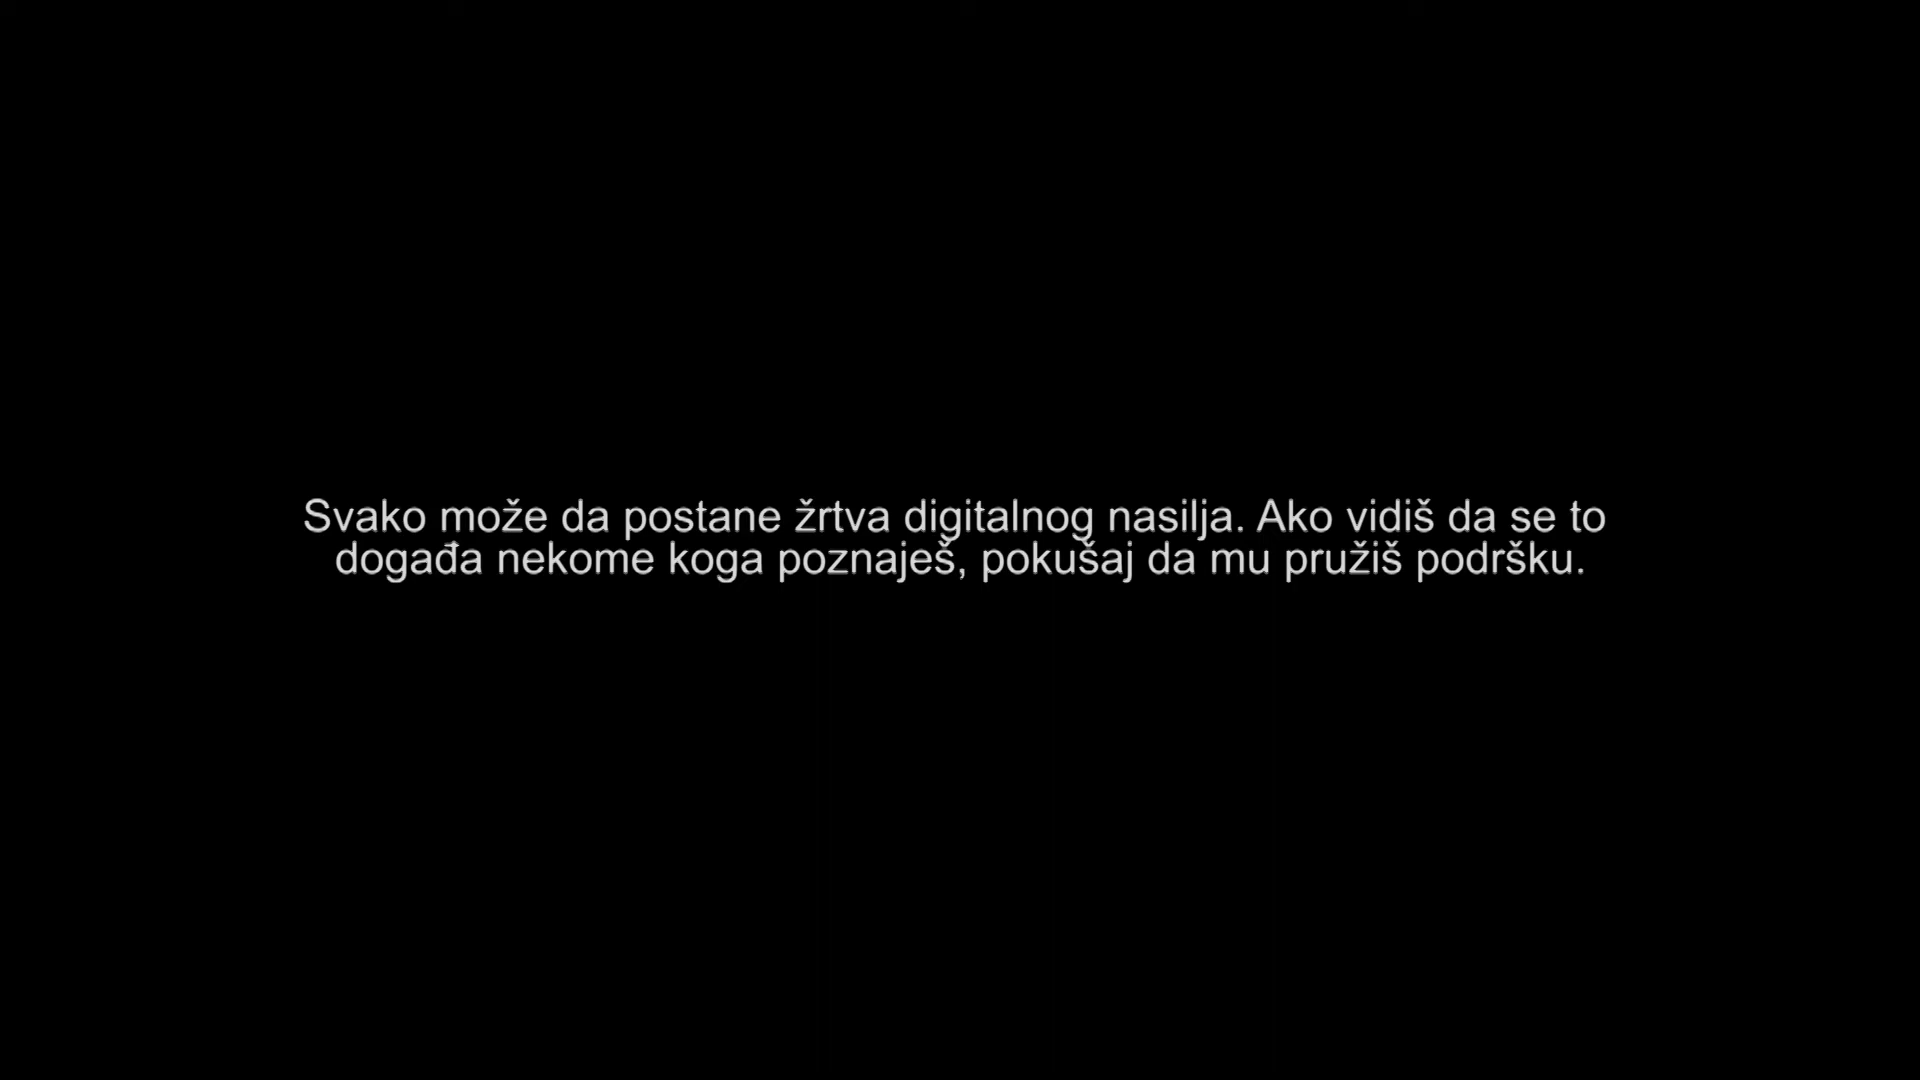 Svako može da postane žrtva digitalnog nasilja. Ako vidiš da se to
događa nekome koga poznaješ, pokušaj da mu pružiš podršku.